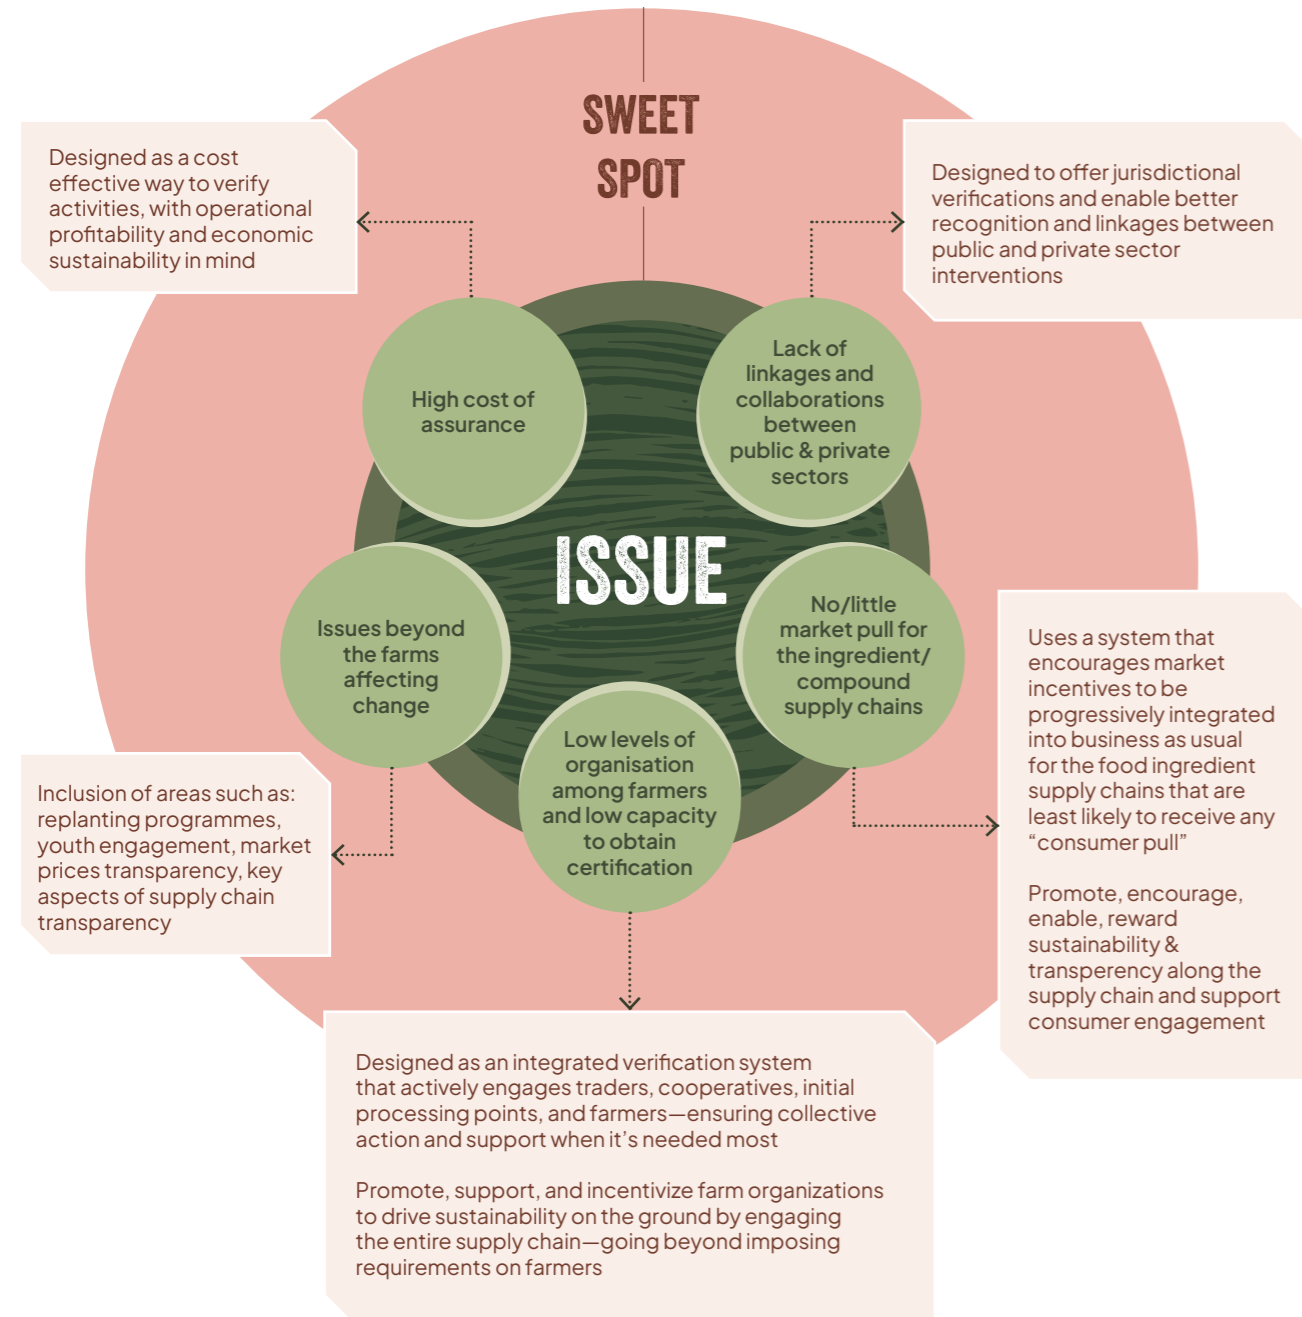 SWEET
SPOT
Designed as a cost
effective way to verify
activities, with operational
profitability and economic
sustainability in mind
Designed to offer jurisdictional
verifications and enable better
recognition and linkages between
public and private sector
interventions
High cost of
assurance
Lack of
linkages and
collaborations
between
public & private
sectors
ISSUE
Issues beyond
the farms
affecting
change
No/little
market pull for
the ingredient/
compound
supply chains
Low levels of
organisation
among farmers
and low capacity
to obtain
certification
Uses a system that
encourages market
incentives to be
progressively integrated
into business as usual
for the food ingredient
supply chains that are
least likely to receive any
“consumer pull”
Promote, encourage,
enable, reward
sustainability &
transperency along the
supply chain and support
consumer engagement
Inclusion of areas such as:
replanting programmes,
youth engagement, market
prices transparency, key
aspects of supply chain
transparency
Designed as an integrated verification system
that actively engages traders, cooperatives, initial
processing points, and farmers—ensuring collective
action and support when it’s needed most
Promote, support, and incentivize farm organizations
to drive sustainability on the ground by engaging
the entire supply chain—going beyond imposing
requirements on farmers